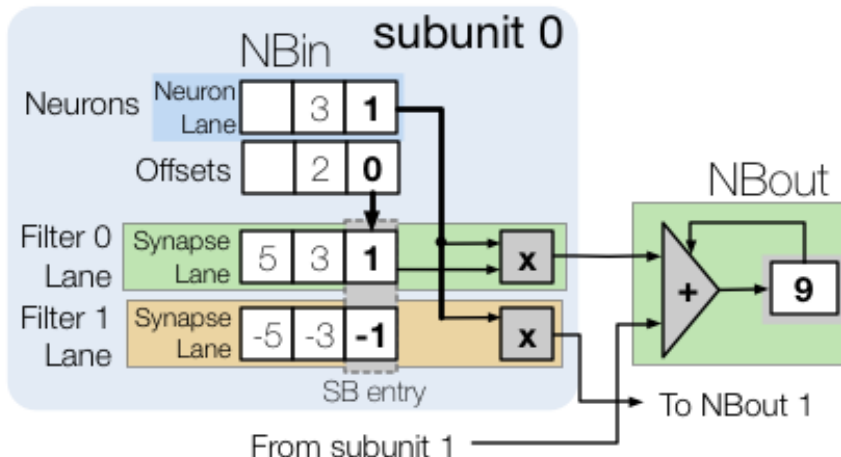 subunit 0
NBin
Neurons
Neuron
Lane
3
1
Offsets
2
0
NBout
Filter 0
Lane
Synapse
Lane
5
3
1
x
+
9
Filter 1
Lane
Synapse
Lane
-5
-3
-1
x
SB entry
To NBout 1
From subunit 1